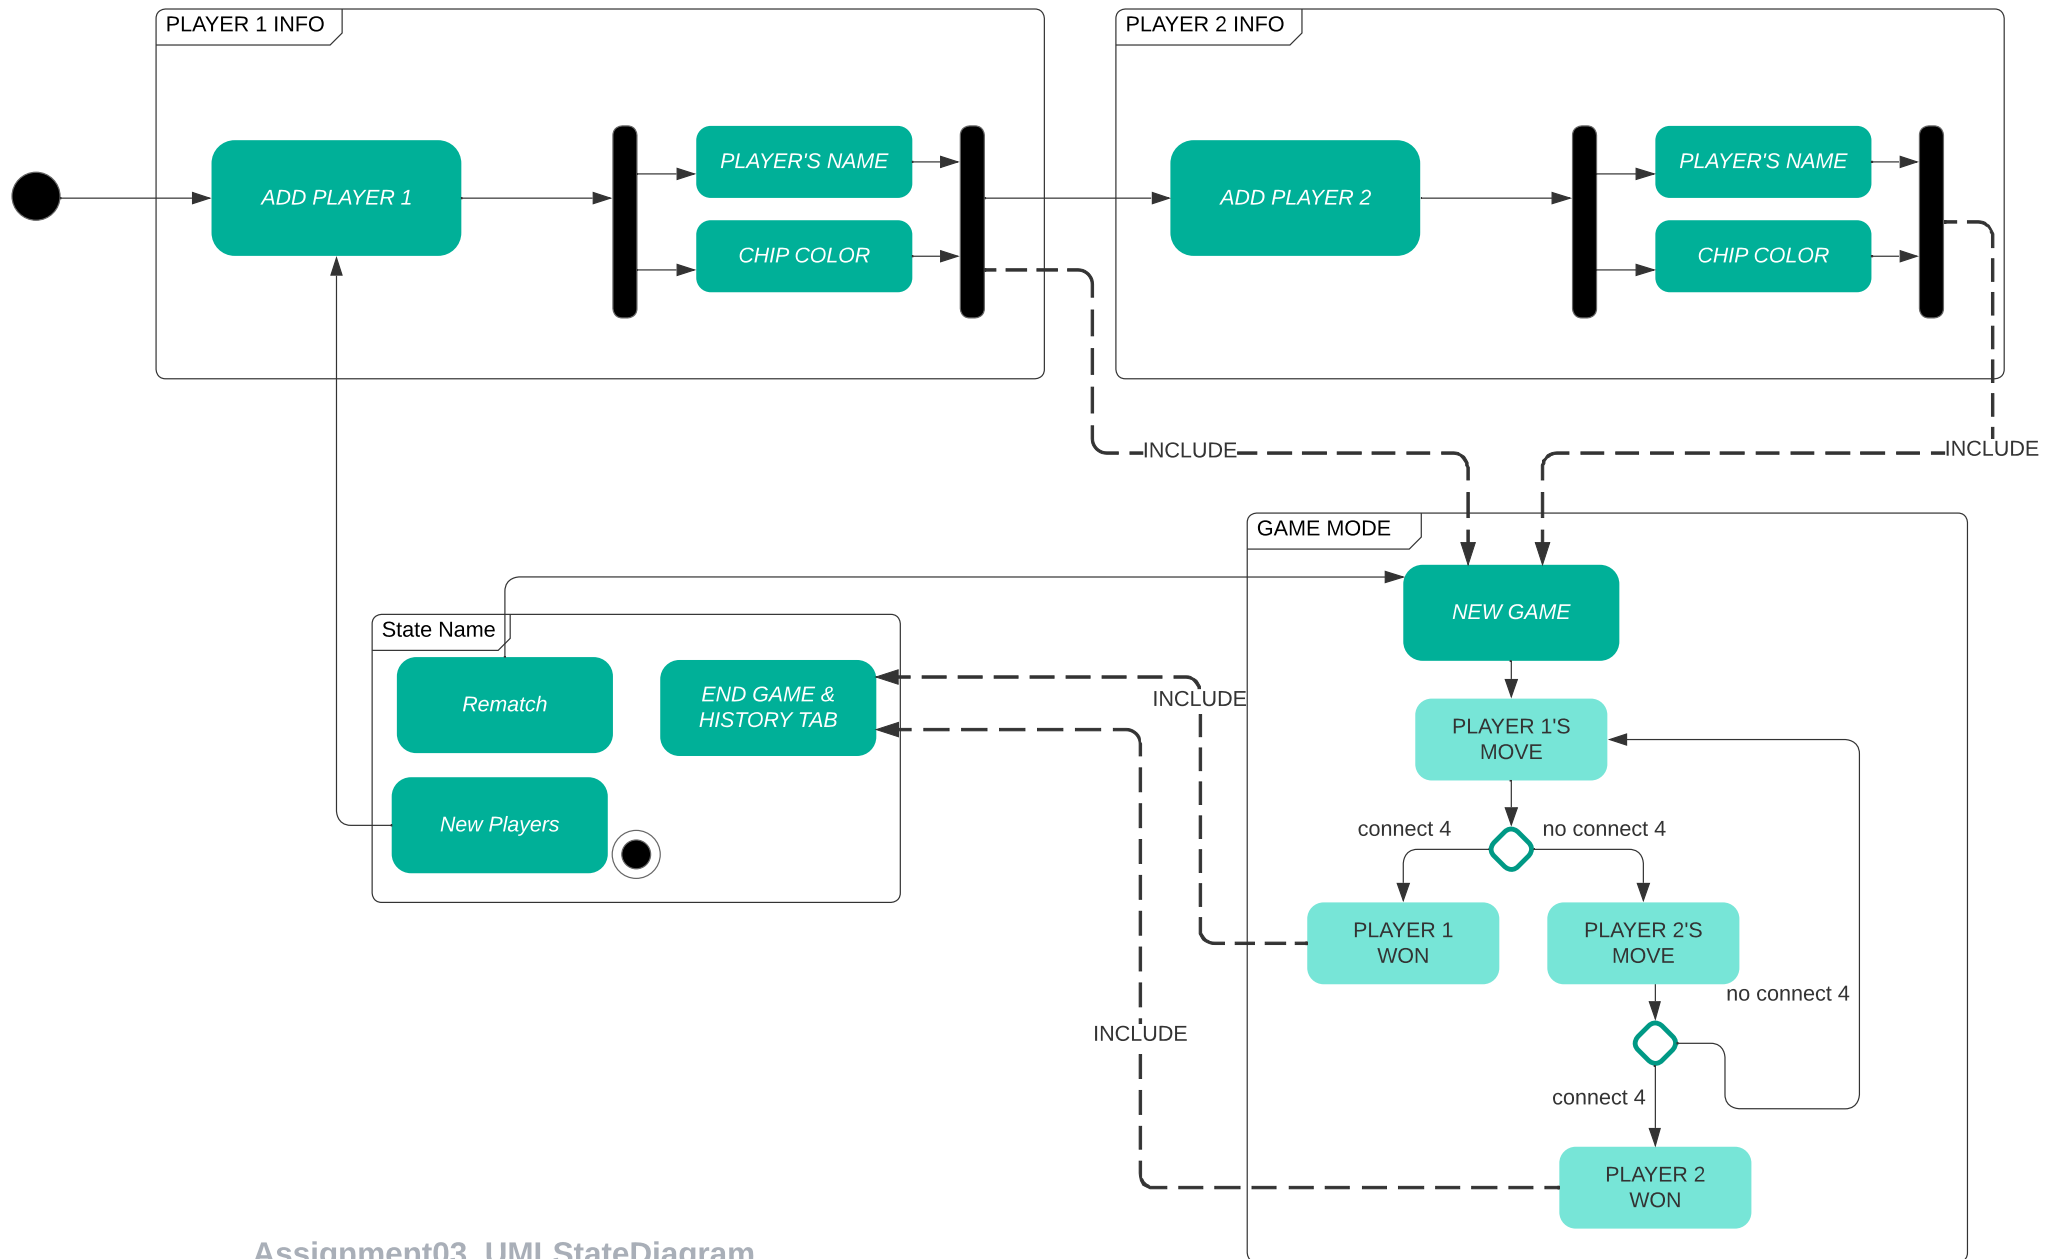 PLAYER 1 INFO
ADD PLAYER 1
PLAYER'S NAME
CHIP COLOR
PLAYER 2 INFO
ADD PLAYER 2
PLAYER'S NAME
CHIP COLOR
INCLUDE
INCLUDE
GAME MODE
NEW GAME
State Name
Rematch
END GAME &
HISTORY TAB
New Players
INCLUDE
PLAYER 1'S
MOVE
connect 4
no connect 4
PLAYER 1
WON
PLAYER 2'S
MOVE
no connect 4
INCLUDE
connect 4
PLAYER 2
WON
Assignment03_UMLStateDiagram